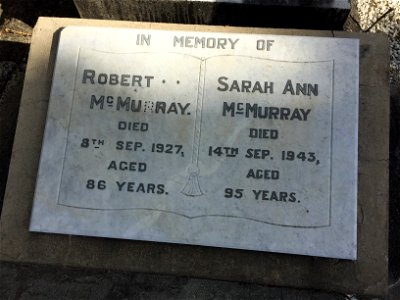 IN MEMORY OF
ROBERT ..
McMURRAY.
DIED
8TH SEP. 1927,
AGED
86 YEARS.
SARAH ANN
McMURRAY
DIED
14TH SEP. 1943,
AGED
95 YEARS.